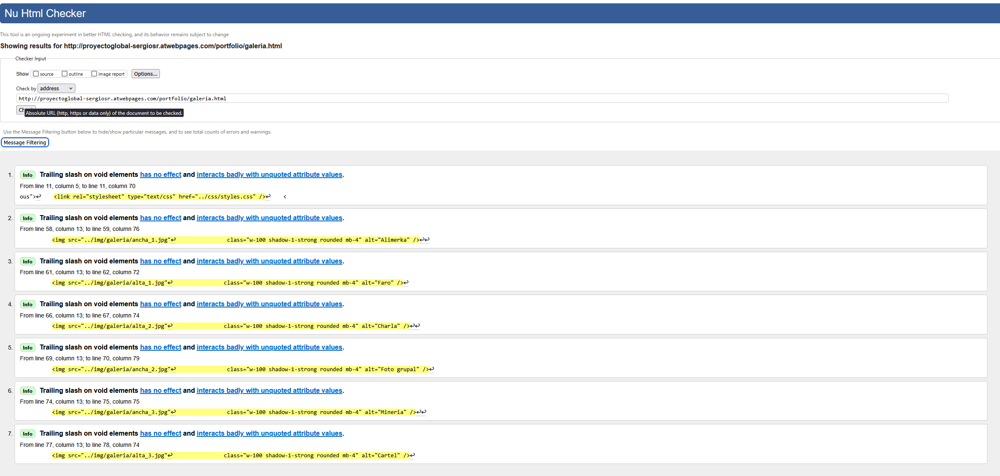 Nu Html Checker
This tool is an ongoing experiment in better HTML checking, and its behavior remains subject to change
Showing results for http://proyectoglobal-sergiosr.atwebpages.com/portfolio/galeria.html
Checker Input
Show source outline image report Options...
Check by address
http://proyectoglobal-sergiosr.atwebpages.com/portfolio/galeria.html
Absolute URL (http, https or data only) of the document to be checked.
Use the Message Filtering button below to hide/show particular messages, and to see total counts of errors and warnings.
Message Filtering
1. Info Trailing slash on void elements has no effect and interacts badly with unquoted attribute values.
From line 11, column 5; to line 11, column 70
ous">↩ <link rel="stylesheet" type="text/css" href="../css/styles.css" />↩ <
2. Info Trailing slash on void elements has no effect and interacts badly with unquoted attribute values.
From line 58, column 13; to line 59, column 76
<img src="../img/galeria/ancha_1.jpg"↩ class="w-100 shadow-1-strong rounded mb-4" alt="Alimerka" />↩↩
3. Info Trailing slash on void elements has no effect and interacts badly with unquoted attribute values.
From line 61, column 13; to line 62, column 72
<img src="../img/galeria/alta_1.jpg"↩ class="w-100 shadow-1-strong rounded mb-4" alt="Faro" />↩
4. Info Trailing slash on void elements has no effect and interacts badly with unquoted attribute values.
From line 66, column 13; to line 67, column 74
<img src="../img/galeria/alta_2.jpg"↩ class="w-100 shadow-1-strong rounded mb-4" alt="Charla" />↩↩
5. Info Trailing slash on void elements has no effect and interacts badly with unquoted attribute values.
From line 69, column 13; to line 70, column 79
<img src="../img/galeria/ancha_2.jpg"↩ class="w-100 shadow-1-strong rounded mb-4" alt="Foto grupal" />↩
6. Info Trailing slash on void elements has no effect and interacts badly with unquoted attribute values.
From line 74, column 13; to line 75, column 75
<img src="../img/galeria/ancha_3.jpg"↩ class="w-100 shadow-1-strong rounded mb-4" alt="Mineria" />↩↩
7. Info Trailing slash on void elements has no effect and interacts badly with unquoted attribute values.
From line 77, column 13; to line 78, column 74
<img src="../img/galeria/alta_3.jpg"↩ class="w-100 shadow-1-strong rounded mb-4" alt="Cartel" />↩